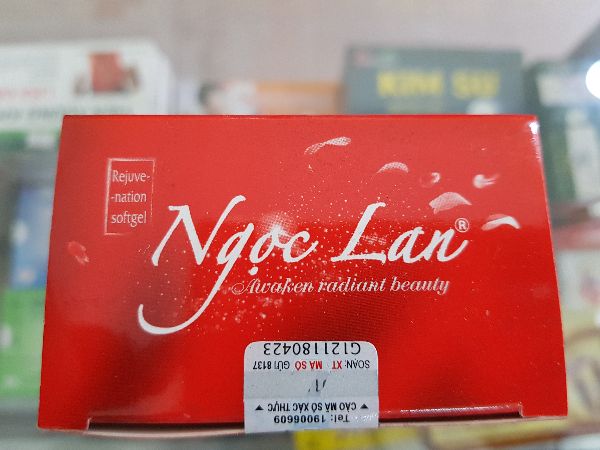 KIM SƯ
Rejuve-
-nation
softgel
Ngọc Lan®
Awaken radiant beauty
Tel: 19006609
▼ CÀO MÃ SỐ XÁC THỰC ▼
SOẠN: XT MÃ SỐ GỬI 8137
G121180423